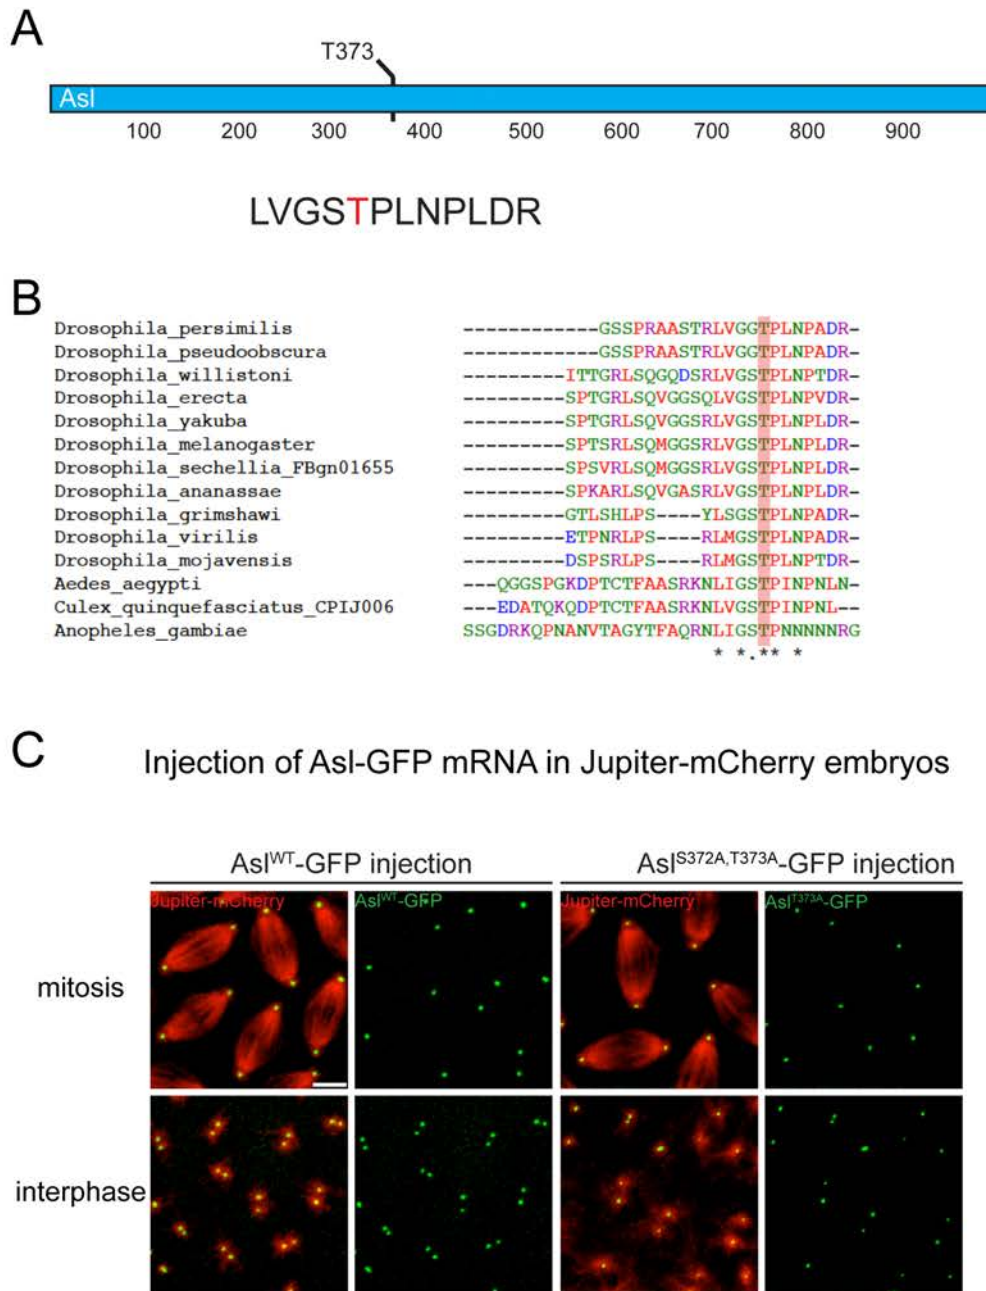 A
T373
Asl
100 200 300 400 500 600 700 800 900
LVGSTPLNPLDR
B
Drosophila_persimilis ------------GSSPRAASTRLVGGTPLNPADR-
Drosophila_pseudoobscura ------------GSSPRAASTRLVGGTPLNPADR-
Drosophila_willistoni ---------ITTGRLSQGQDSRLVGSTPLNPTDR-
Drosophila_erecta ---------SPTGRLSQVGGSQLVGSTPLNPVDR-
Drosophila_yakuba ---------SPTGRLSQVGGSRLVGSTPLNPLDR-
Drosophila_melanogaster ---------SPTSRLSQMGGSRLVGSTPLNPLDR-
Drosophila_sechellia_FBgn01655 ---------SPSVRLSQMGGSRLVGSTPLNPLDR-
Drosophila_ananassae ---------SPKARLSQVGASRLVGSTPLNPLDR-
Drosophila_grimshawi ---------GTLSHLPS----YLSGSTPLNPADR-
Drosophila_virilis ---------ETPNRLPS----RLMGSTPLNPADR-
Drosophila_mojavensis ---------DSPSRLPS----RLMGSTPLNPTDR-
Aedes_aegypti ---QGGSPGKDPTCTFAASRKNLIGSTPINPNLN-
Culex_quinquefasciatus_CPIJ006 ---EDATQKQDPTCTFAASRKNLVGSTPINPNL--
Anopheles_gambiae SSGDRKQPNANVTAGYTFAQRNLIGSTPNNNNNRG
* *.** *
C
Injection of Asl-GFP mRNA in Jupiter-mCherry embryos
AslWT-GFP injection AslS372A,T373A-GFP injection
Jupiter-mCherry AslWT-GFP Jupiter-mCherry AslT373A-GFP
mitosis
interphase